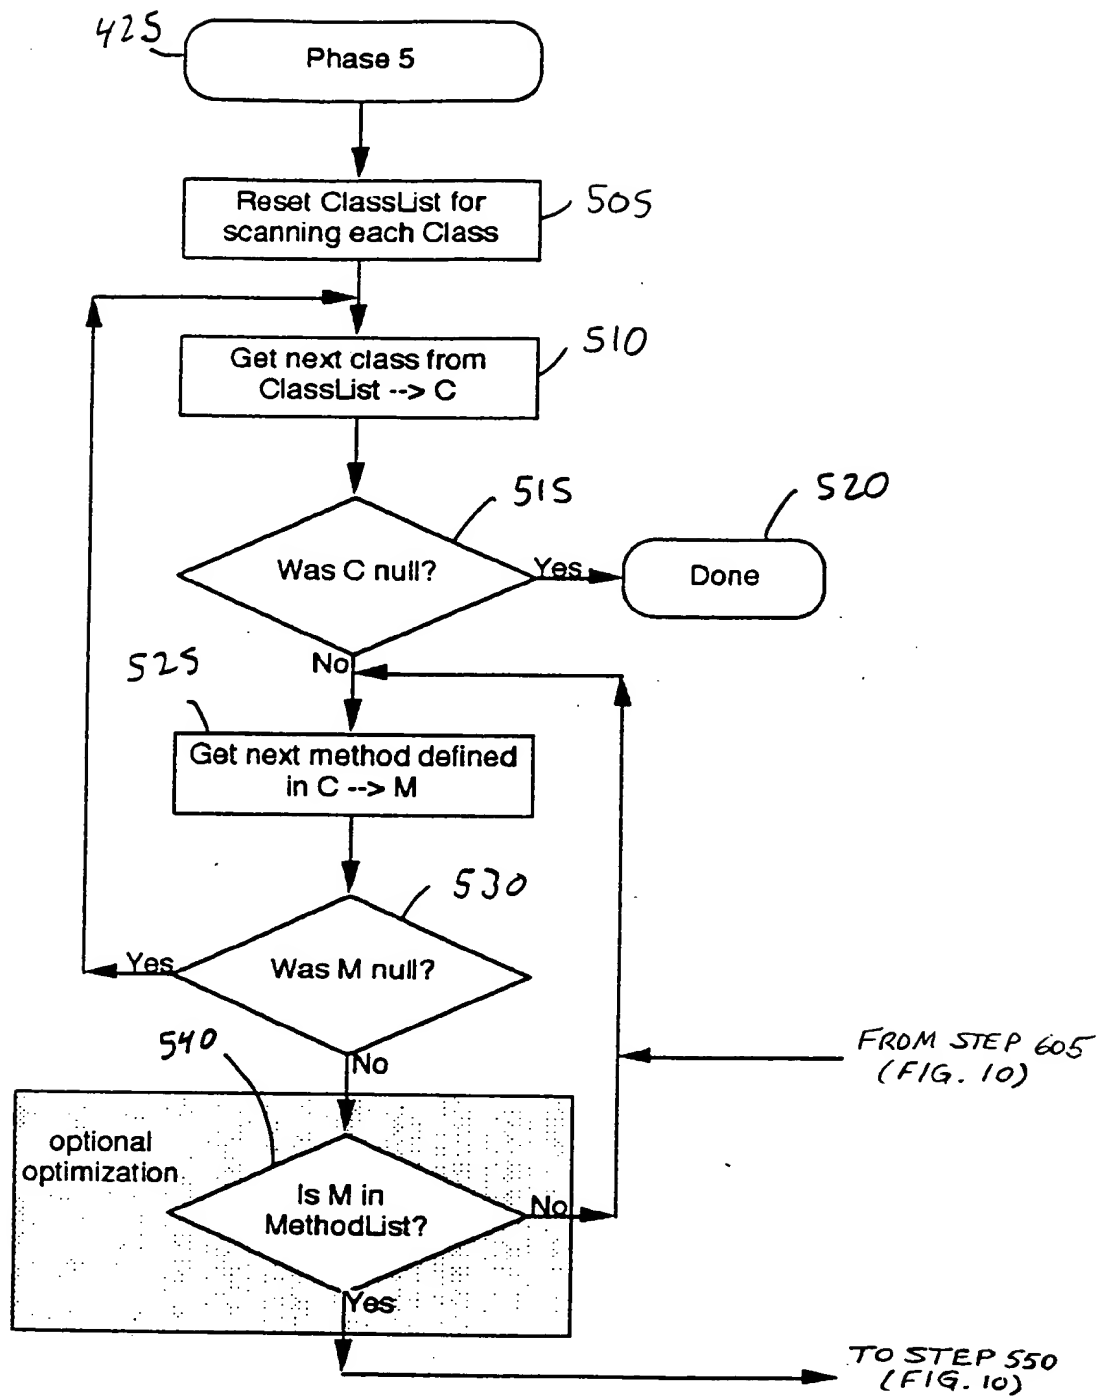 425
Phase 5
Reset ClassList for
scanning each Class
505
Get next class from
ClassList --> C
510
515
Was C null?
Yes
520
Done
No
525
Get next method defined
in C --> M
530
Was M null?
Yes
No
540
FROM STEP 605
(FIG. 10)
optional
optimization
Is M in
MethodList?
No
Yes
TO STEP 550
(FIG. 10)